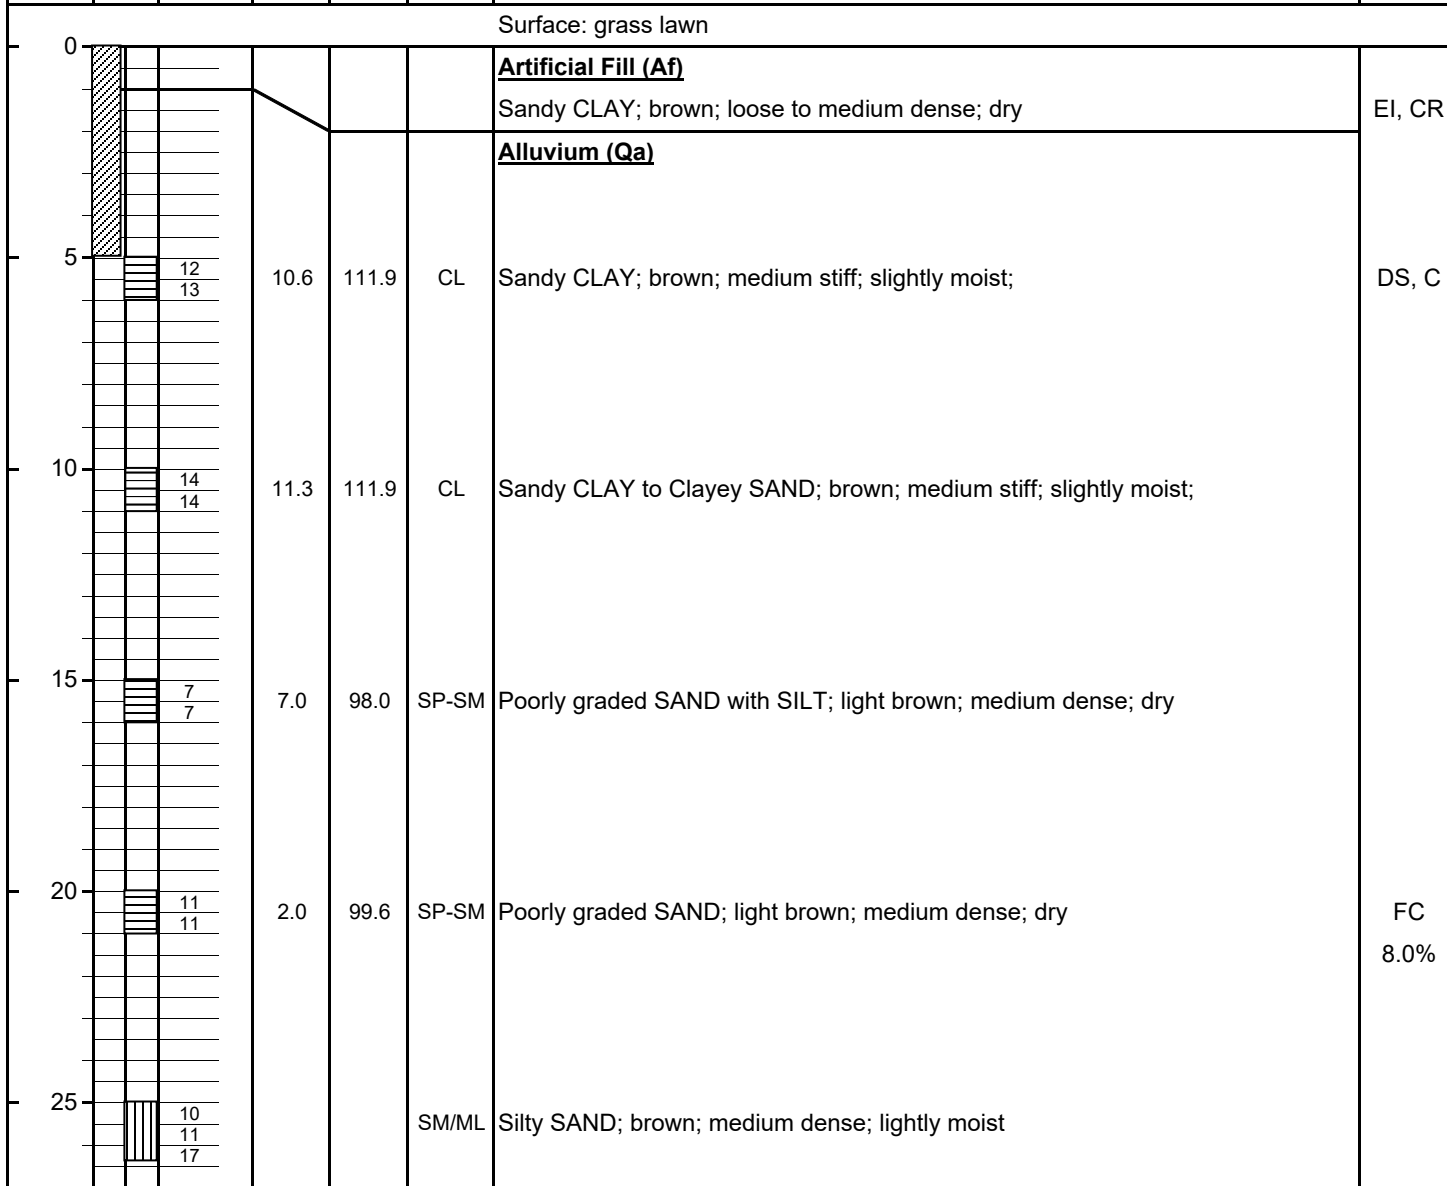 Surface: grass lawn
0
Artificial Fill (Af)
Sandy CLAY; brown; loose to medium dense; dry EI, CR
Alluvium (Qa)
5
12
13
10.6 111.9 CL Sandy CLAY; brown; medium stiff; slightly moist; DS, C
10
14
14
11.3 111.9 CL Sandy CLAY to Clayey SAND; brown; medium stiff; slightly moist;
15
7
7
7.0 98.0 SP-SM Poorly graded SAND with SILT; light brown; medium dense; dry
20
11
11
2.0 99.6 SP-SM Poorly graded SAND; light brown; medium dense; dry FC
8.0%
25
10
11
17
SM/ML Silty SAND; brown; medium dense; lightly moist